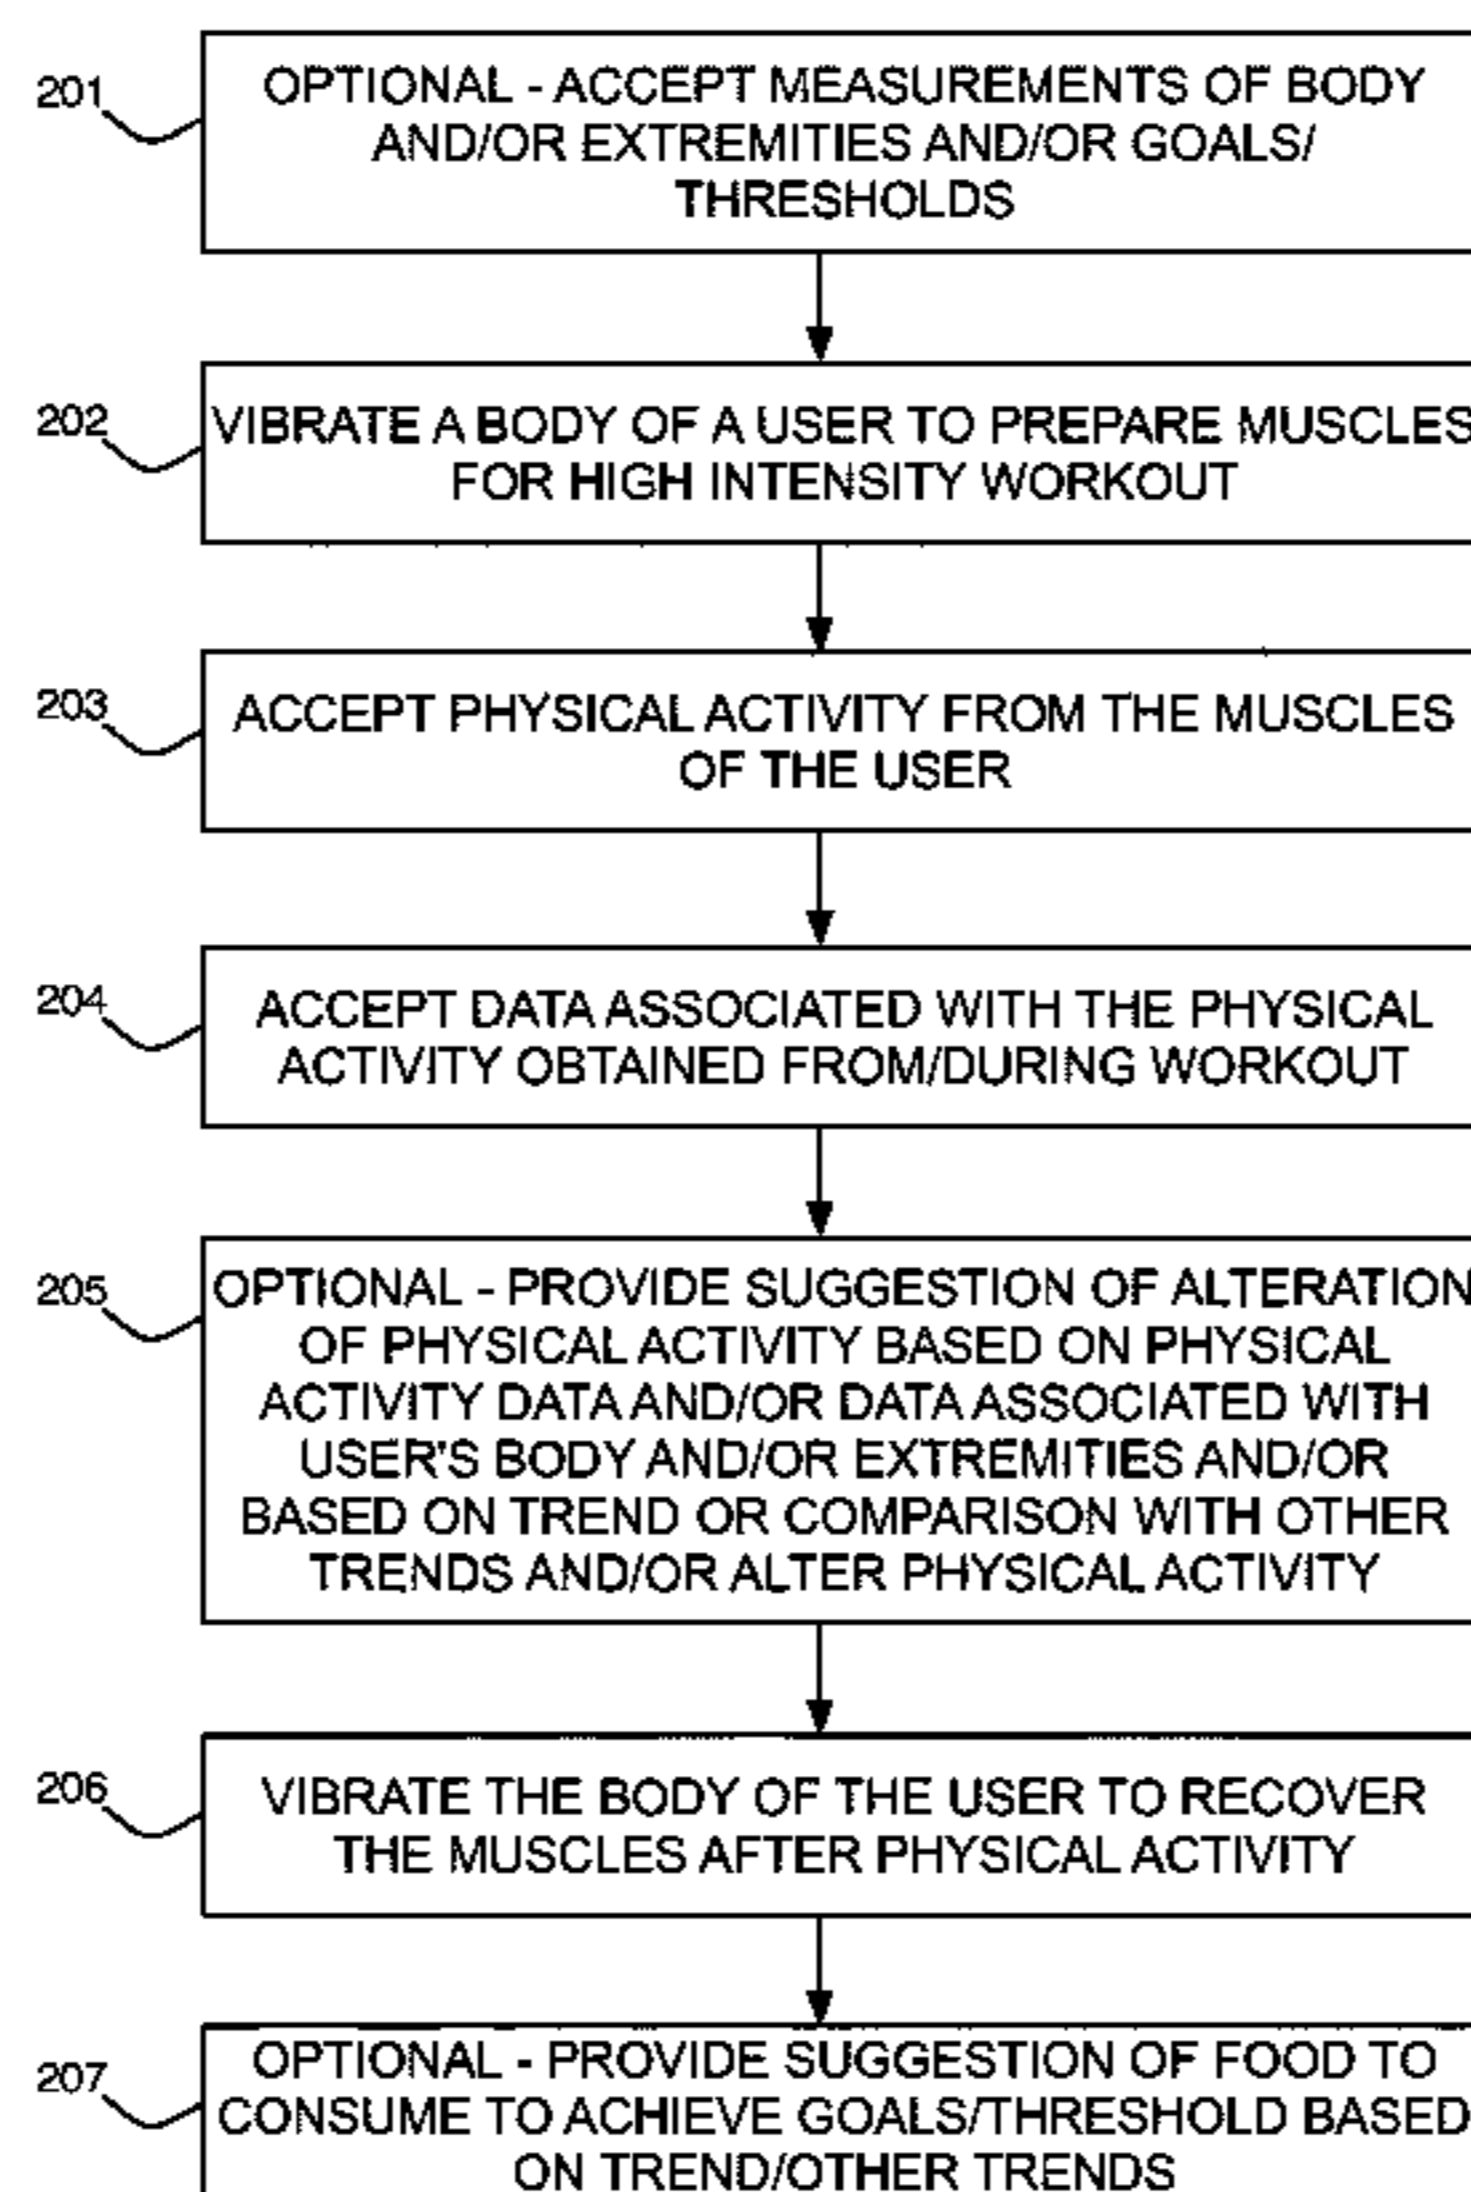 201
OPTIONAL - ACCEPT MEASUREMENTS OF BODY
AND/OR EXTREMITIES AND/OR GOALS/
THRESHOLDS
202
VIBRATE A BODY OF A USER TO PREPARE MUSCLES
FOR HIGH INTENSITY WORKOUT
203
ACCEPT PHYSICAL ACTIVITY FROM THE MUSCLES
OF THE USER
204
ACCEPT DATA ASSOCIATED WITH THE PHYSICAL
ACTIVITY OBTAINED FROM/DURING WORKOUT
205
OPTIONAL - PROVIDE SUGGESTION OF ALTERATION
OF PHYSICAL ACTIVITY BASED ON PHYSICAL
ACTIVITY DATA AND/OR DATA ASSOCIATED WITH
USER'S BODY AND/OR EXTREMITIES AND/OR
BASED ON TREND OR COMPARISON WITH OTHER
TRENDS AND/OR ALTER PHYSICAL ACTIVITY
206
VIBRATE THE BODY OF THE USER TO RECOVER
THE MUSCLES AFTER PHYSICAL ACTIVITY
207
OPTIONAL - PROVIDE SUGGESTION OF FOOD TO
CONSUME TO ACHIEVE GOALS/THRESHOLD BASED
ON TREND/OTHER TRENDS